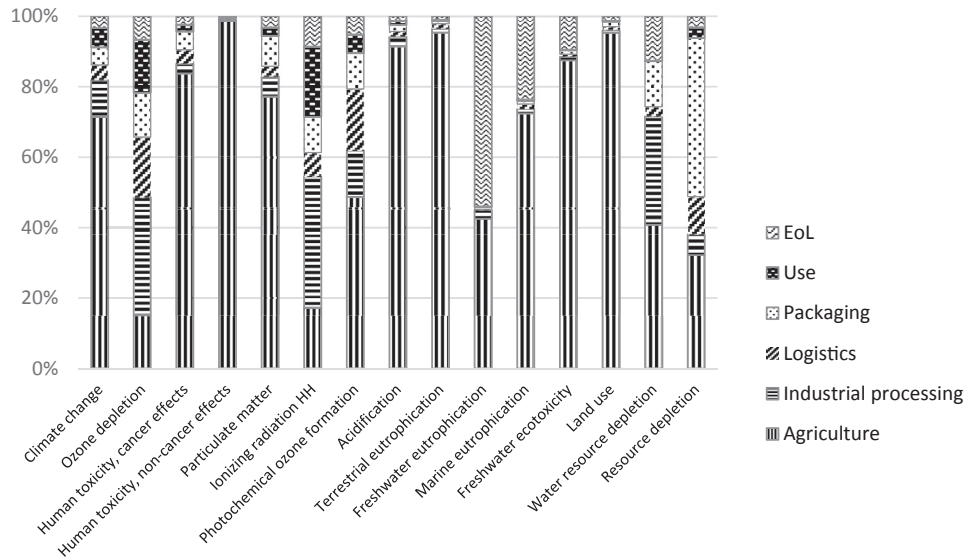 100%
80%
60%
40%
20%
0%
Climate change
Ozone depletion
Human toxicity, cancer effects
Human toxicity, non-cancer effects
Particulate matter
Ionizing radiation HH
Photochemical ozone formation
Acidification
Terrestrial eutrophication
Freshwater eutrophication
Marine eutrophication
Freshwater ecotoxicity
Land use
Water resource depletion
Resource depletion
EoL
Use
Packaging
Logistics
Industrial processing
Agriculture